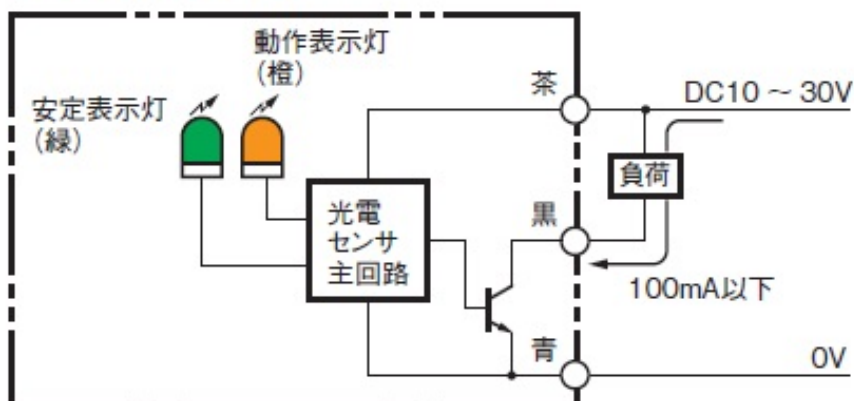 動作表示灯
(橙)
安定表示灯
(緑)
茶
DC10 ～ 30V
負荷
光電
センサ
主回路
黒
100mA以下
青
0V